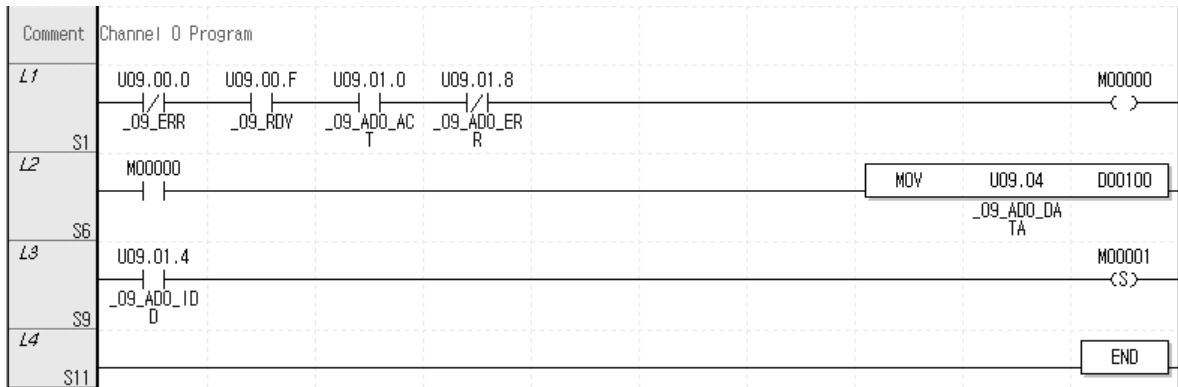 Comment Channel 0 Program
L1
U09.00.0 U09.00.F U09.01.0 U09.01.8 M00000
_09_ERR _09_RDY _09_AD0_AC _09_AD0_ER
T R
S1
L2
M00000
MOV U09.04 D00100
_09_AD0_DA
TA
S6
L3
U09.01.4 M00001
(S)
_09_AD0_ID
D
S9
L4
END
S11